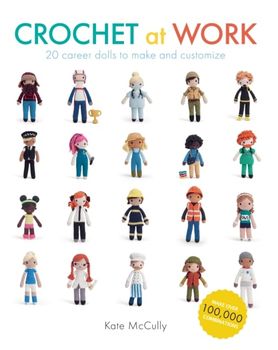 CROCHET at WORK
20 career dolls to make and customize
MAKE OVER
100,000
COMBINATIONS
Kate McCully